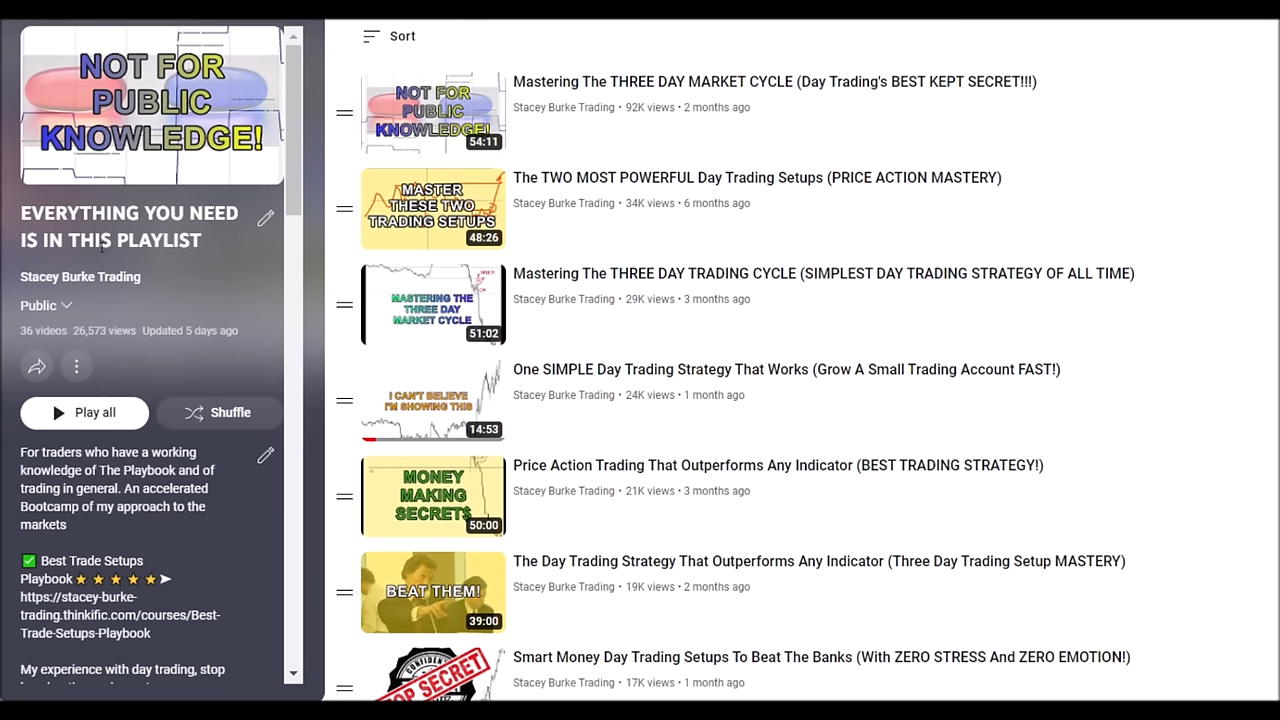 NOT FOR
PUBLIC
KNOWLEDGE!
EVERYTHING YOU NEED
IS IN THIS PLAYLIST
Stacey Burke Trading
Public
36 videos 26,573 views Updated 5 days ago
Play all
Shuffle
For traders who have a working
knowledge of The Playbook and of
trading in general. An accelerated
Bootcamp of my approach to the
markets
✅ Best Trade Setups
Playbook⭐⭐⭐⭐⭐➤
https://stacey-burke-
trading.thinkific.com/courses/Best-
Trade-Setups-Playbook
My experience with day trading, stop
Sort
NOT FOR
PUBLIC
KNOWLEDGE!
54:11
Mastering The THREE DAY MARKET CYCLE (Day Trading's BEST KEPT SECRET!!!)
Stacey Burke Trading • 92K views • 2 months ago
MASTER
THESE TWO
TRADING SETUPS
48:26
The TWO MOST POWERFUL Day Trading Setups (PRICE ACTION MASTERY)
Stacey Burke Trading • 34K views • 6 months ago
MASTERING THE
THREE DAY
MARKET CYCLE
51:02
Mastering The THREE DAY TRADING CYCLE (SIMPLEST DAY TRADING STRATEGY OF ALL TIME)
Stacey Burke Trading • 29K views • 3 months ago
I CAN'T BELIEVE
I'M SHOWING THIS
14:53
One SIMPLE Day Trading Strategy That Works (Grow A Small Trading Account FAST!)
Stacey Burke Trading • 24K views • 1 month ago
MONEY
MAKING
SECRET$
50:00
Price Action Trading That Outperforms Any Indicator (BEST TRADING STRATEGY!)
Stacey Burke Trading • 21K views • 3 months ago
BEAT THEM!
39:00
The Day Trading Strategy That Outperforms Any Indicator (Three Day Trading Setup MASTERY)
Stacey Burke Trading • 19K views • 2 months ago
TOP SECRET
Smart Money Day Trading Setups To Beat The Banks (With ZERO STRESS And ZERO EMOTION!)
Stacey Burke Trading • 17K views • 1 month ago